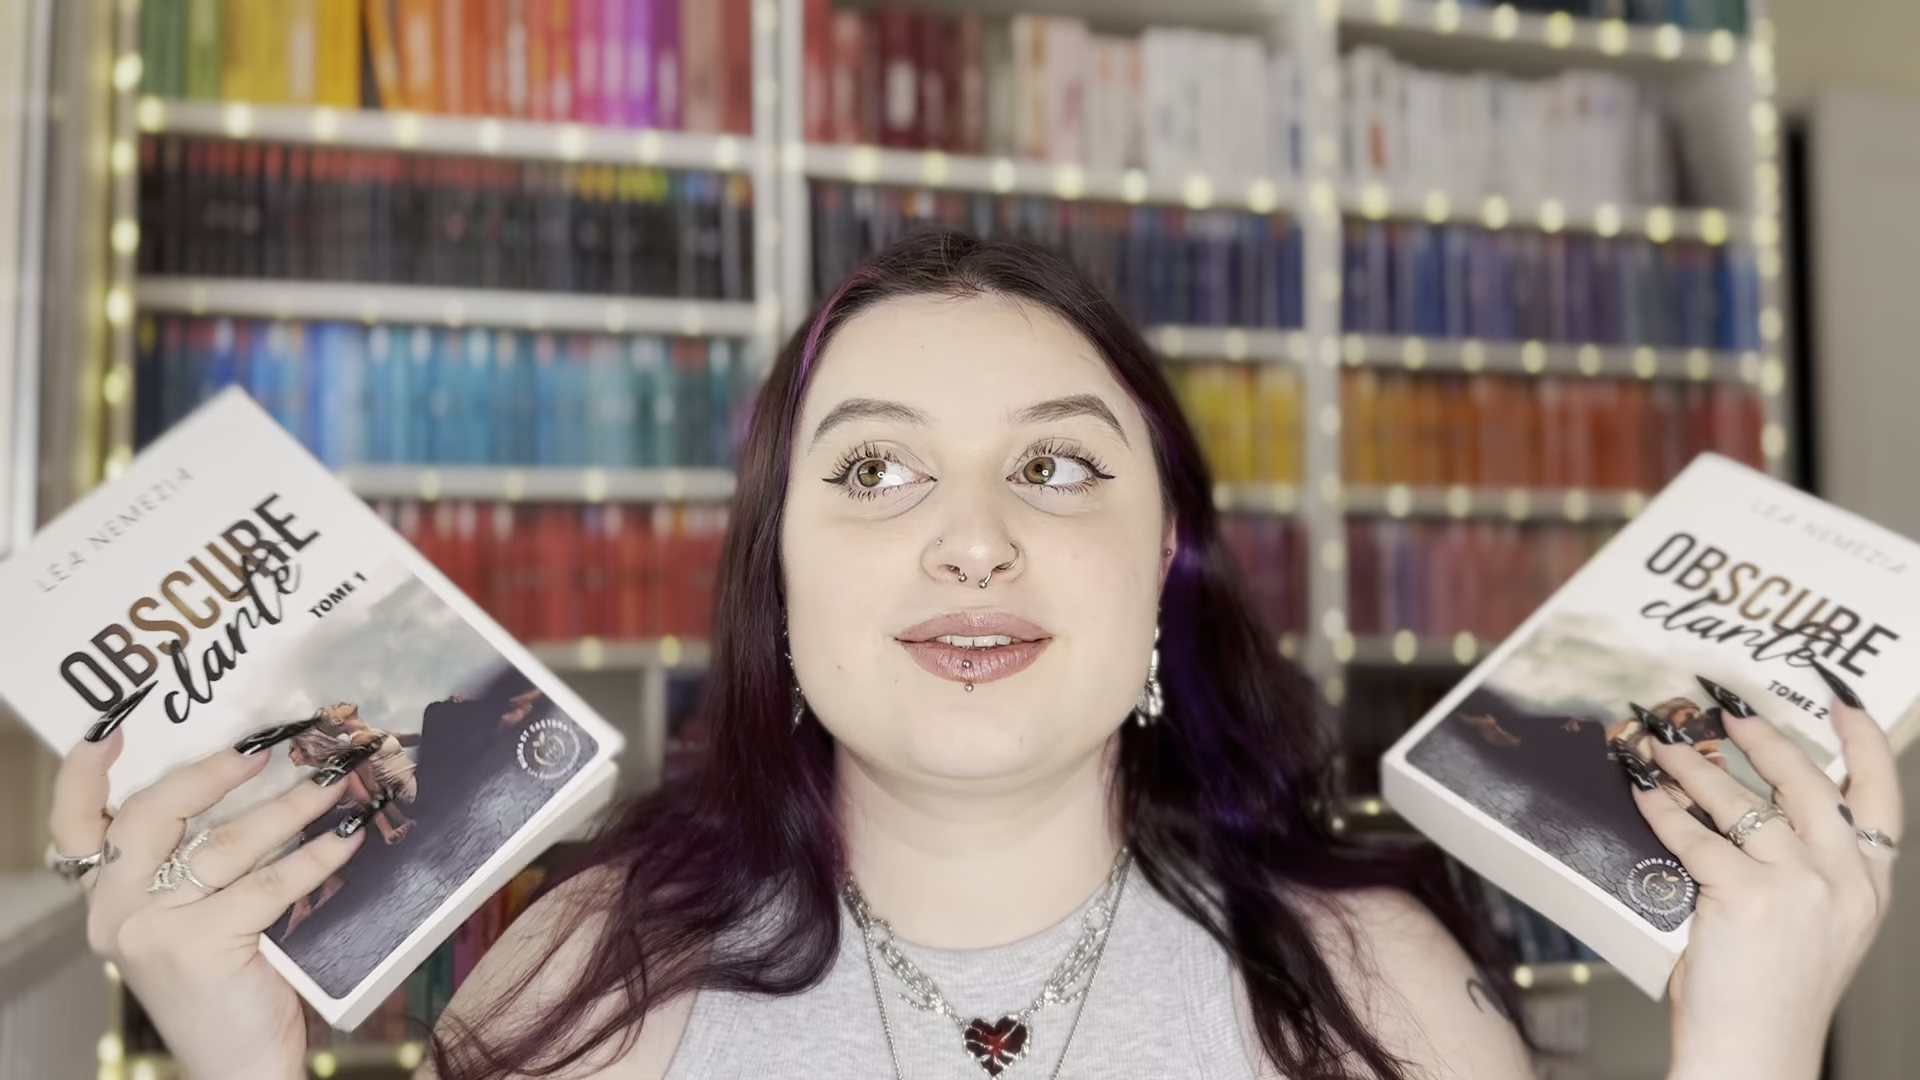 LÉA NEMEZIA
OBSCURE
clarté
TOME 1
LÉA NEMEZIA
OBSCURE
clarté
TOME 2